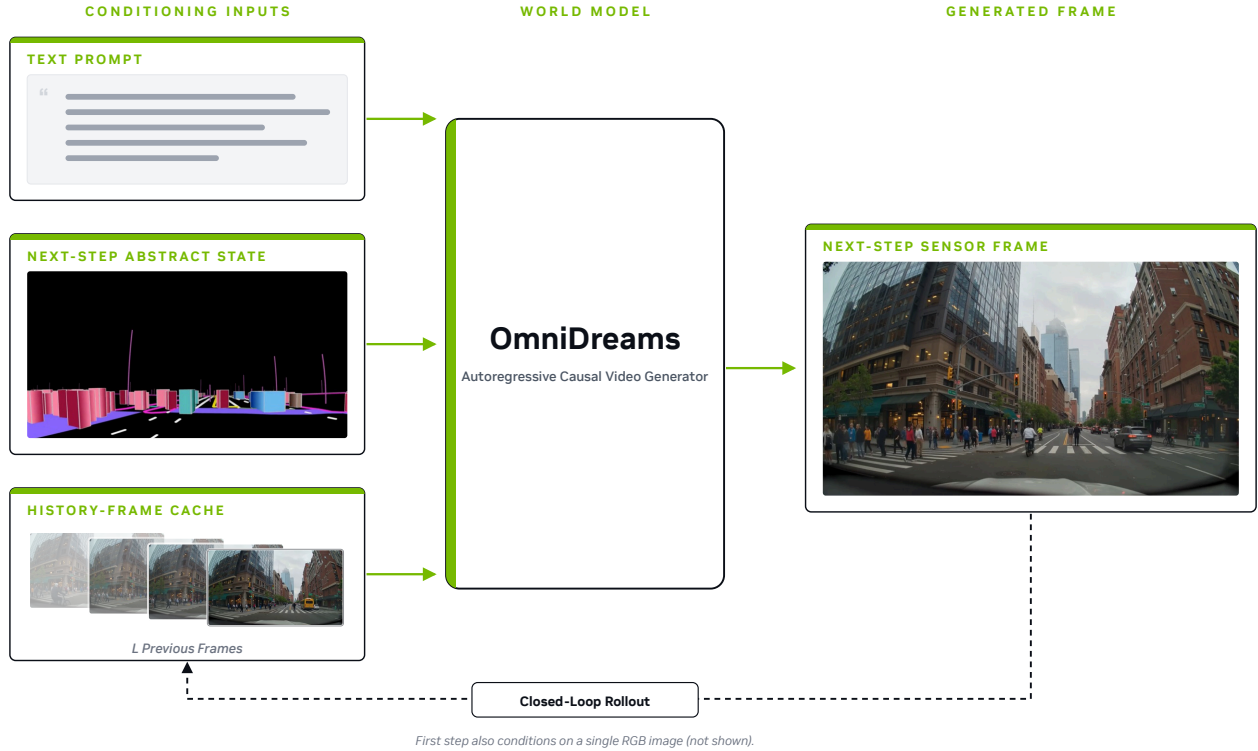 CONDITIONING INPUTS
WORLD MODEL
GENERATED FRAME
TEXT PROMPT
“
NEXT-STEP ABSTRACT STATE
HISTORY-FRAME CACHE
L Previous Frames
OmniDreams
Autoregressive Causal Video Generator
NEXT-STEP SENSOR FRAME
Closed-Loop Rollout
First step also conditions on a single RGB image (not shown).